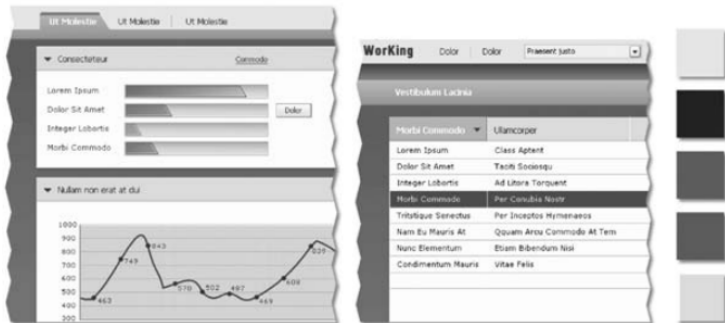 Ut Molestie Ut Molestie Ut Molestie
Consectetuer Commodo
Lorem Ipsum
Dolor Sit Amet Dolor
Integer Lobortis
Morbi Commodo
Nullam non erat at dui
1000
900
800
700
600
500
400
300
463
749
843
570
502
487
469
608
835
WorKing Dolor Dolor Praesent justo
Vestibulum Lacinia
Morbi Commodo Ullamcorper
Lorem Ipsum Class Aptent
Dolor Sit Amet Taciti Sociosqu
Integer Lobortis Ad Litora Torquent
Morbi Commodo Per Conubia Nostr
Tritstique Senectus Per Inceptos Hymenaeos
Nam Eu Mauris At Qquam Arcu Commodo At Tem
Nunc Elementum Etiam Bibendum Nisi
Condimentum Mauris Vitae Felis